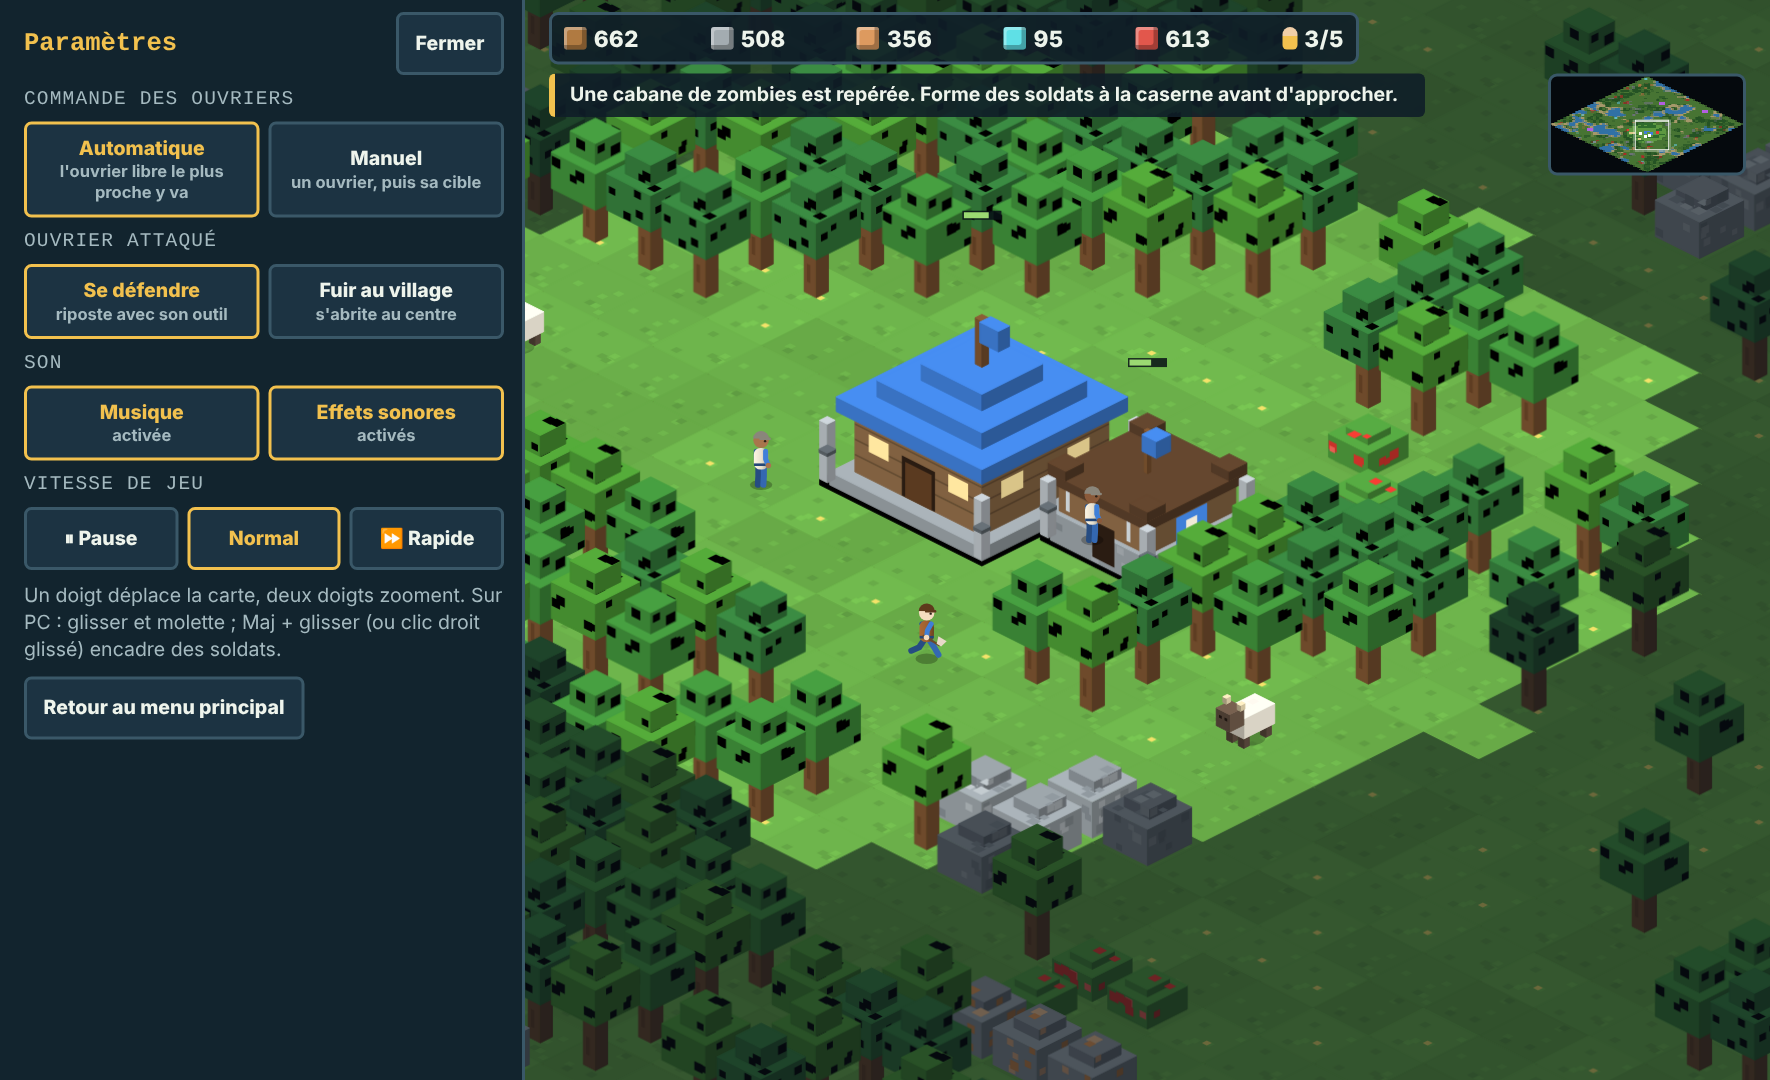 Paramètres
Fermer
662 508 356 95 613 3/5
Une cabane de zombies est repérée. Forme des soldats à la caserne avant d'approcher.
COMMANDE DES OUVRIERS
Automatique
l'ouvrier libre le plus
proche y va
Manuel
un ouvrier, puis sa cible
OUVRIER ATTAQUÉ
Se défendre
riposte avec son outil
Fuir au village
s'abrite au centre
SON
Musique
activée
Effets sonores
activés
VITESSE DE JEU
⏸ Pause
Normal
⏩ Rapide
Un doigt déplace la carte, deux doigts zooment. Sur
PC : glisser et molette ; Maj + glisser (ou clic droit
glissé) encadre des soldats.
Retour au menu principal